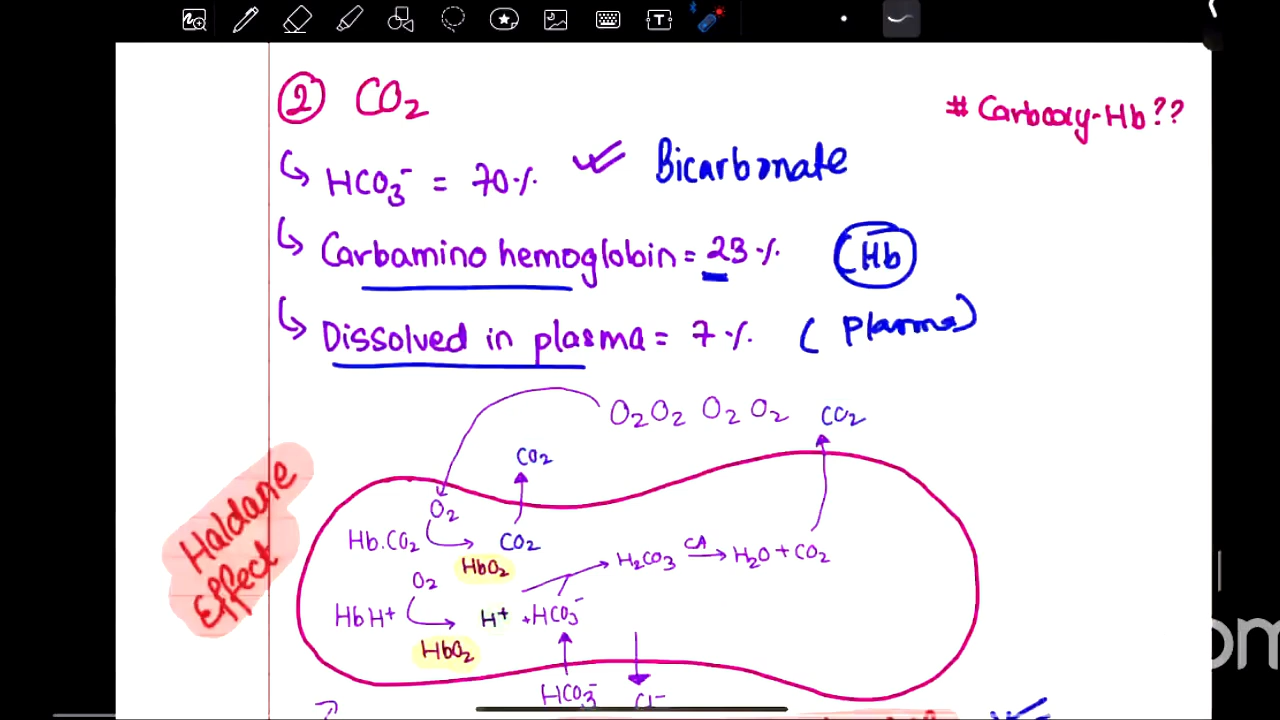 ② CO₂
# Carboxy-Hb??
↳ HCO₃⁻ = 70% Bicarbonate
↳ Carbamino hemoglobin = 23% (Hb)
↳ Dissolved in plasma = 7% (Plasma)
O₂ O₂ O₂ O₂ CO₂
CO₂
Haldane
Effect
O₂
Hb.CO₂ → CO₂
HbO₂
H₂CO₃ CA → H₂O + CO₂
O₂
HbH⁺ → H⁺ + HCO₃⁻
HbO₂
HCO₃⁻ Cl⁻